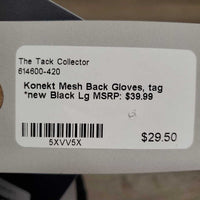 The Tack Collector
614600-420
Konekt Mesh Back Gloves, tag
*new Black Lg MSRP: $39.99
5XVV5X
$29.50